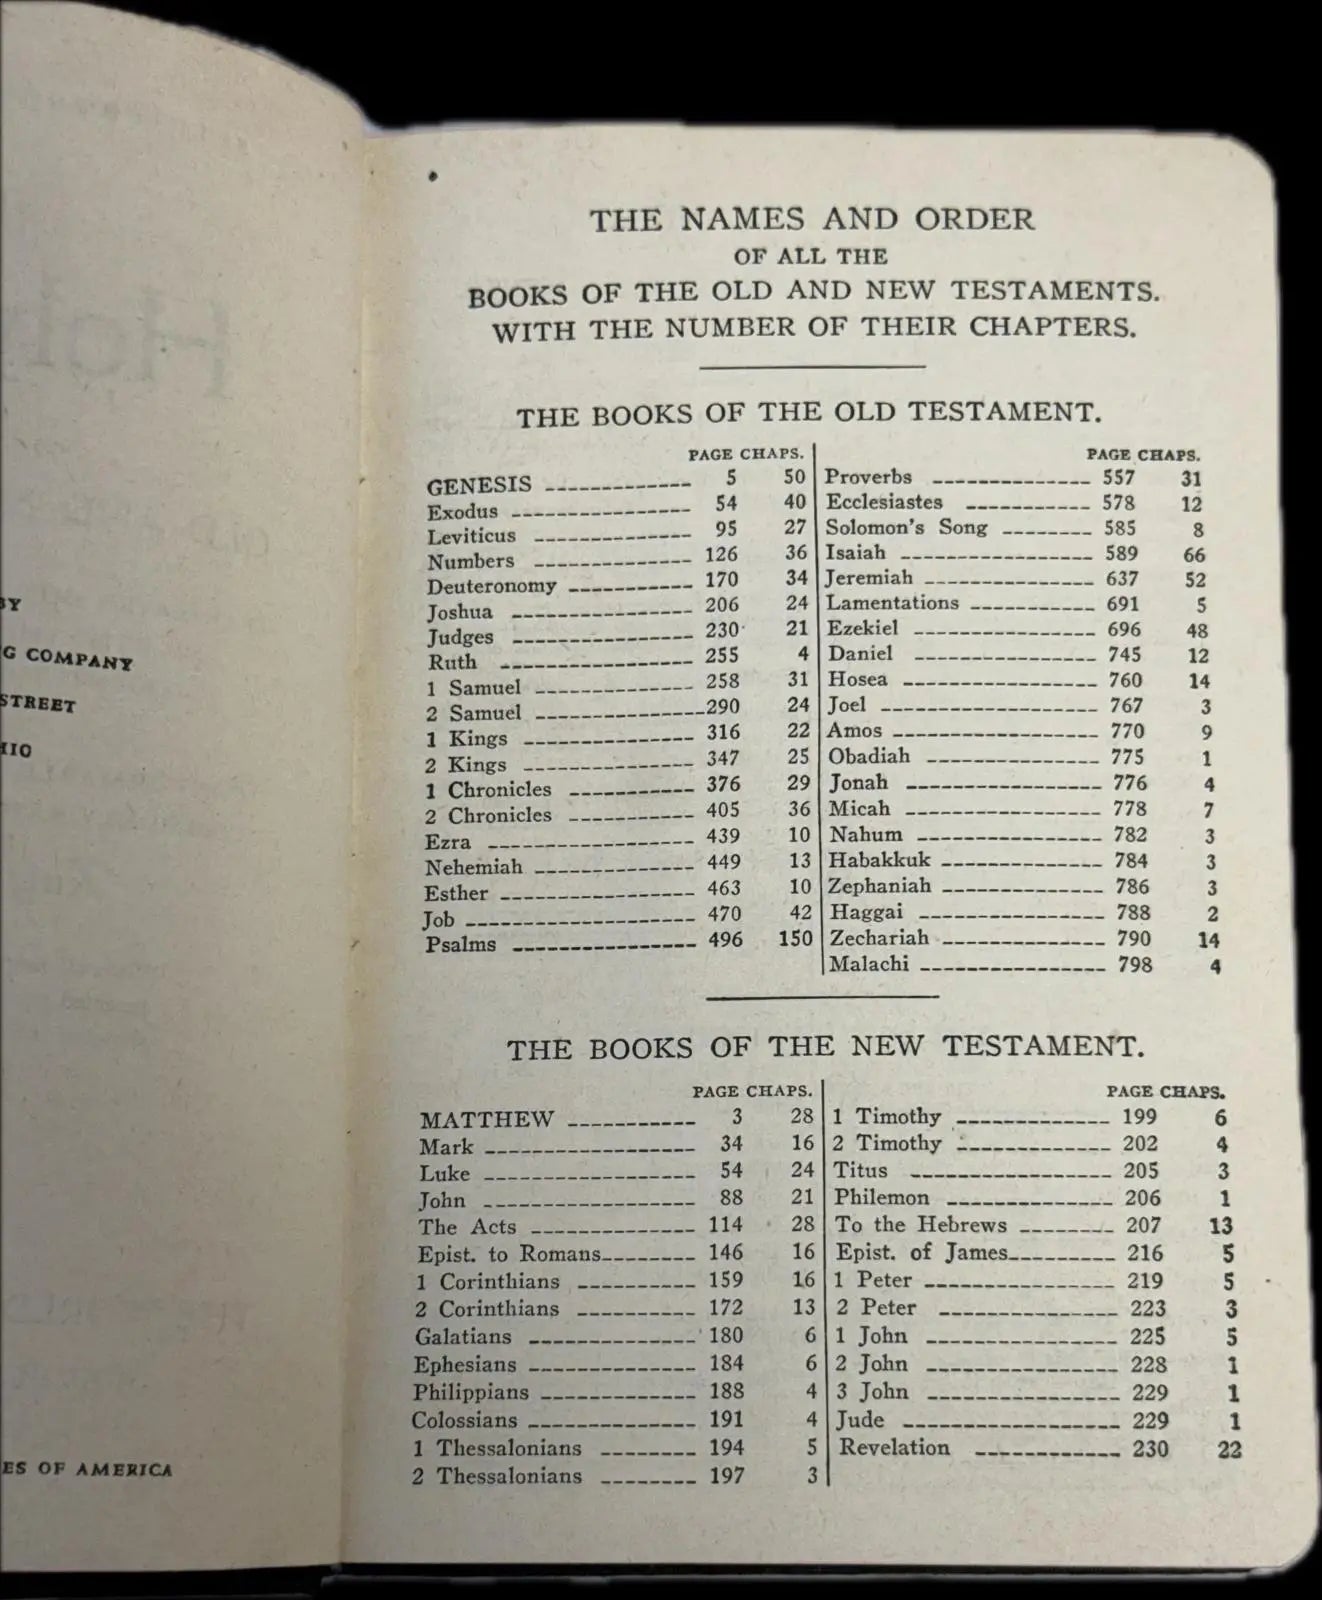 BY
G COMPANY
STREET
HIO
ES OF AMERICA
THE NAMES AND ORDER
OF ALL THE
BOOKS OF THE OLD AND NEW TESTAMENTS.
WITH THE NUMBER OF THEIR CHAPTERS.
THE BOOKS OF THE OLD TESTAMENT.
PAGE CHAPS.
GENESIS 5 50
Exodus 54 40
Leviticus 95 27
Numbers 126 36
Deuteronomy 170 34
Joshua 206 24
Judges 230 21
Ruth 255 4
1 Samuel 258 31
2 Samuel 290 24
1 Kings 316 22
2 Kings 347 25
1 Chronicles 376 29
2 Chronicles 405 36
Ezra 439 10
Nehemiah 449 13
Esther 463 10
Job 470 42
Psalms 496 150
PAGE CHAPS.
Proverbs 557 31
Ecclesiastes 578 12
Solomon's Song 585 8
Isaiah 589 66
Jeremiah 637 52
Lamentations 691 5
Ezekiel 696 48
Daniel 745 12
Hosea 760 14
Joel 767 3
Amos 770 9
Obadiah 775 1
Jonah 776 4
Micah 778 7
Nahum 782 3
Habakkuk 784 3
Zephaniah 786 3
Haggai 788 2
Zechariah 790 14
Malachi 798 4
THE BOOKS OF THE NEW TESTAMENT.
PAGE CHAPS.
MATTHEW 3 28
Mark 34 16
Luke 54 24
John 88 21
The Acts 114 28
Epist. to Romans 146 16
1 Corinthians 159 16
2 Corinthians 172 13
Galatians 180 6
Ephesians 184 6
Philippians 188 4
Colossians 191 4
1 Thessalonians 194 5
2 Thessalonians 197 3
PAGE CHAPS.
1 Timothy 199 6
2 Timothy 202 4
Titus 205 3
Philemon 206 1
To the Hebrews 207 13
Epist. of James 216 5
1 Peter 219 5
2 Peter 223 3
1 John 225 5
2 John 228 1
3 John 229 1
Jude 229 1
Revelation 230 22